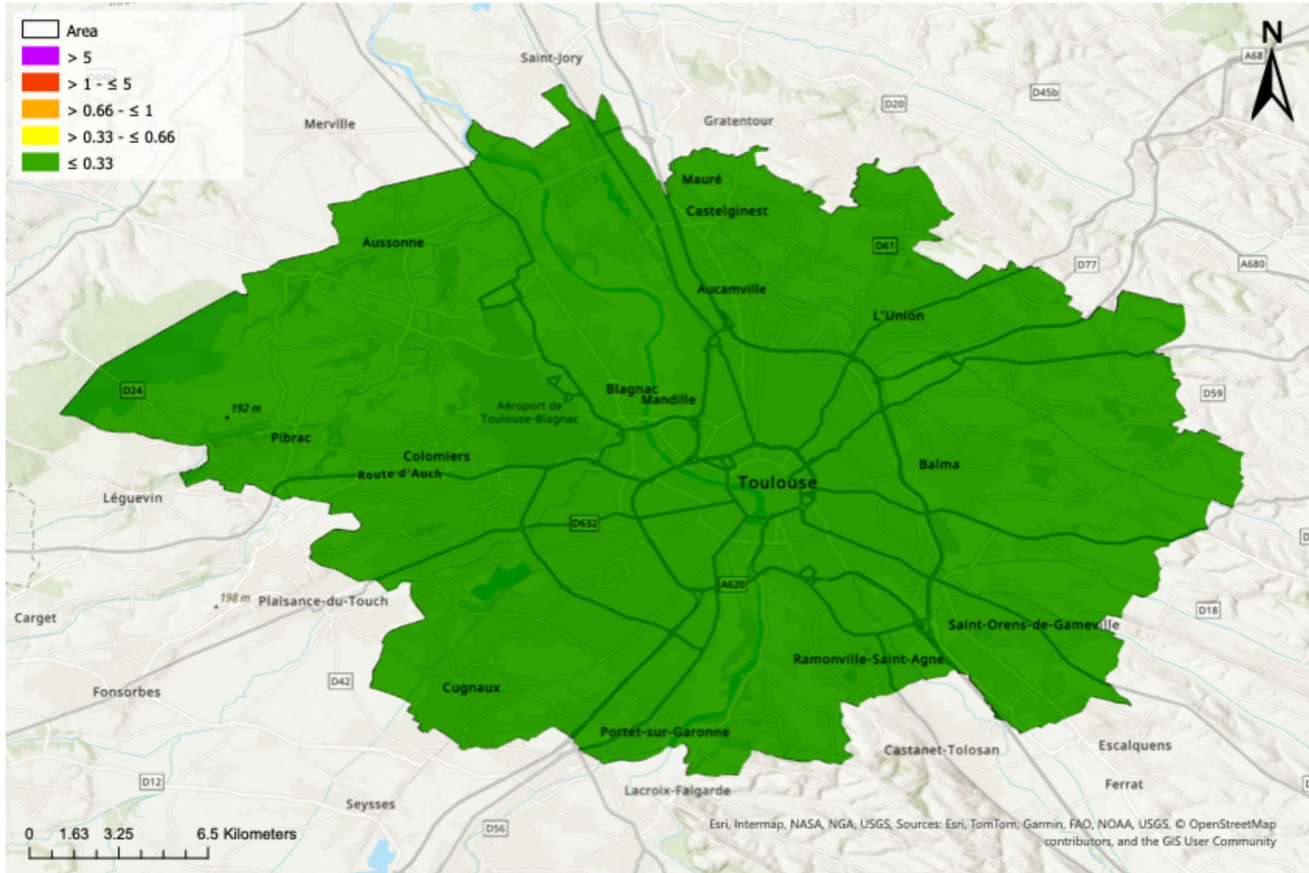 Area
> 5
> 1 - ≤ 5
> 0.66 - ≤ 1
> 0.33 - ≤ 0.66
≤ 0.33
N
Saint-Jory
A68
D45b
D20
Merville
Gratentour
Mauré
Castelginest
Aussonne
D61
D77
A680
Aucamville
L'Union
D24
192 m
Blagnac
Mandille
Aéroport de
Toulouse-Blagnac
D59
Pibrac
Colomiers
Route d'Auch
Balma
Toulouse
Léguevin
D632
A620
198 m
Plaisance-du-Touch
D18
Carget
Saint-Orens-de-Gameville
Ramonville-Saint-Agne
D42
Fonsorbes
Cugnaux
Portet-sur-Garonne
Castanet-Tolosan
Escalquens
D12
Ferrat
Lacroix-Falgarde
Seysses
D56
0 1.63 3.25 6.5 Kilometers
Esri, Intermap, NASA, NGA, USGS, Sources: Esri, TomTom, Garmin, FAO, NOAA, USGS, © OpenStreetMap
contributors, and the GIS User Community